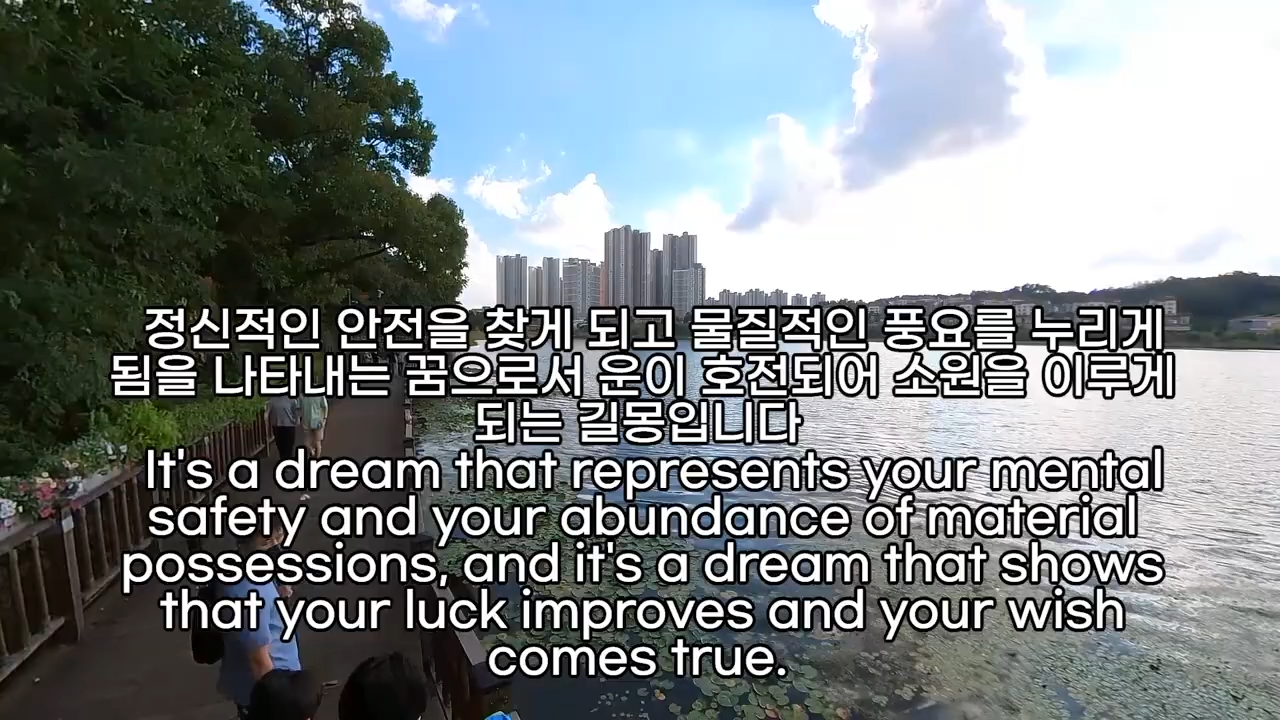 정신적인 안전을 찾게 되고 물질적인 풍요를 누리게
됨을 나타내는 꿈으로서 운이 호전되어 소원을 이루게
되는 길몽입니다
It's a dream that represents your mental
safety and your abundance of material
possessions, and it's a dream that shows
that your luck improves and your wish
comes true.